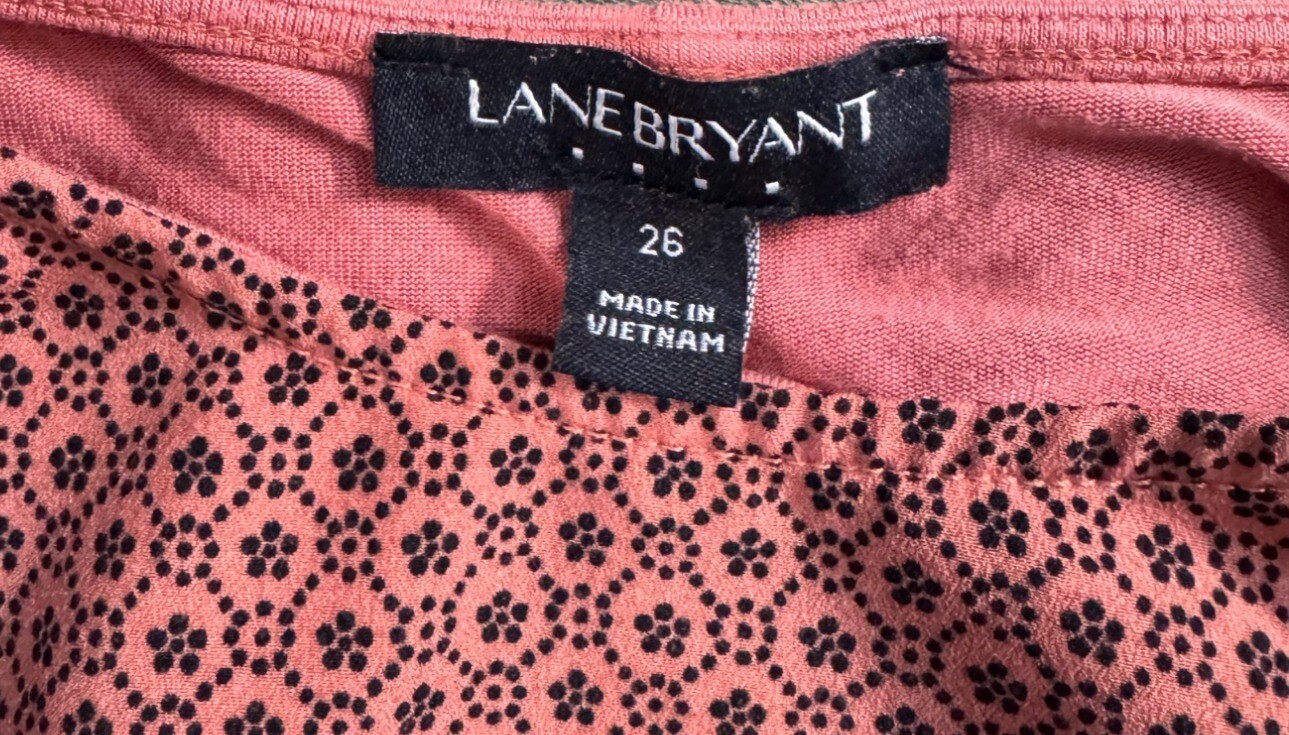 LANE BRYANT
26
MADE IN
VIETNAM